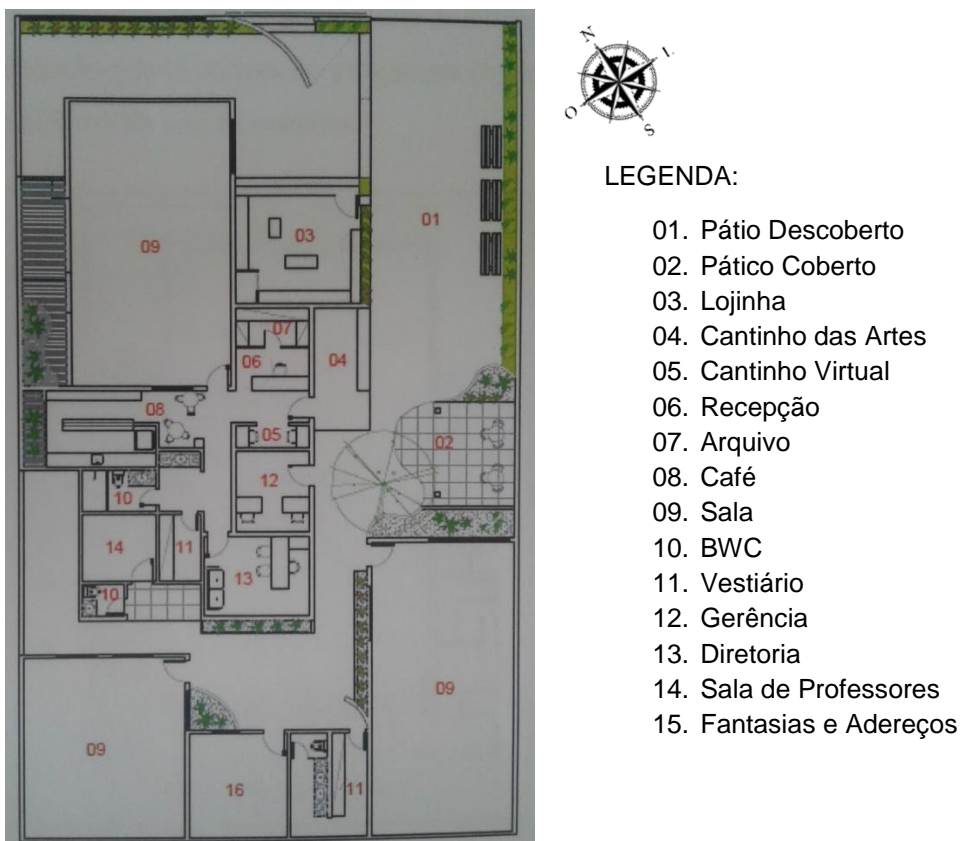 N
L
O
S
LEGENDA:
01. Pátio Descoberto
02. Pático Coberto
03. Lojinha
04. Cantinho das Artes
05. Cantinho Virtual
06. Recepção
07. Arquivo
08. Café
09. Sala
10. BWC
11. Vestiário
12. Gerência
13. Diretoria
14. Sala de Professores
15. Fantasias e Adereços
01
09
03
07
06
04
08
05
02
12
10
14
11
13
10
09
09
16
11